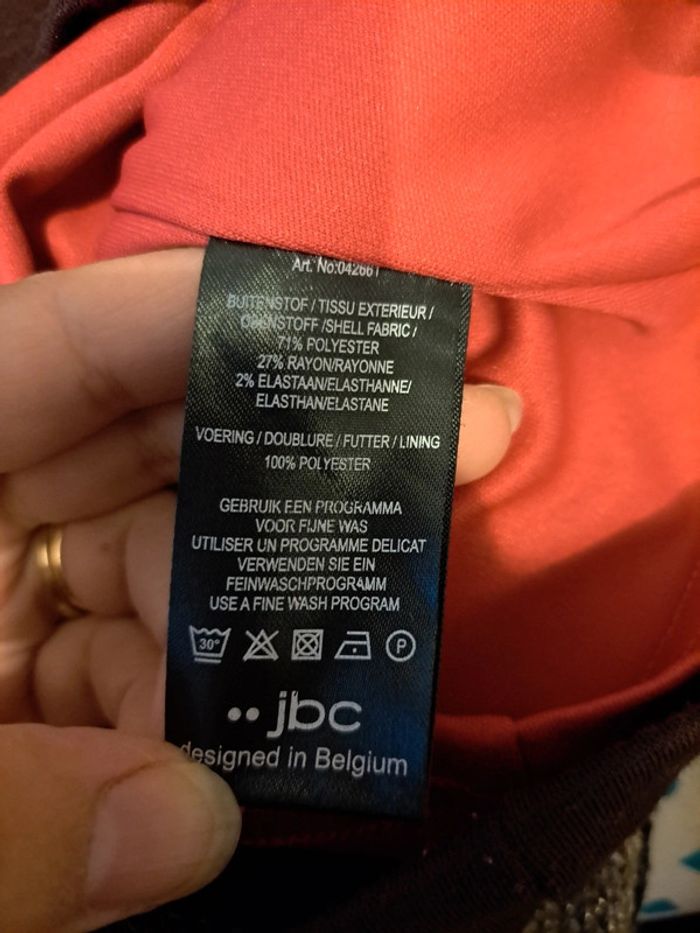 Art. No:042661
BUITENSTOF / TISSU EXTERIEUR /
OBENSTOFF /SHELL FABRIC /
71% POLYESTER
27% RAYON/RAYONNE
2% ELASTAAN/ELASTHANNE/
ELASTHAN/ELASTANE
VOERING / DOUBLURE / FUTTER / LINING
100% POLYESTER
GEBRUIK EEN PROGRAMMA
VOOR FIJNE WAS
UTILISER UN PROGRAMME DELICAT
VERWENDEN SIE EIN
FEINWASCHPROGRAMM
USE A FINE WASH PROGRAM
30° P
jbc
designed in Belgium